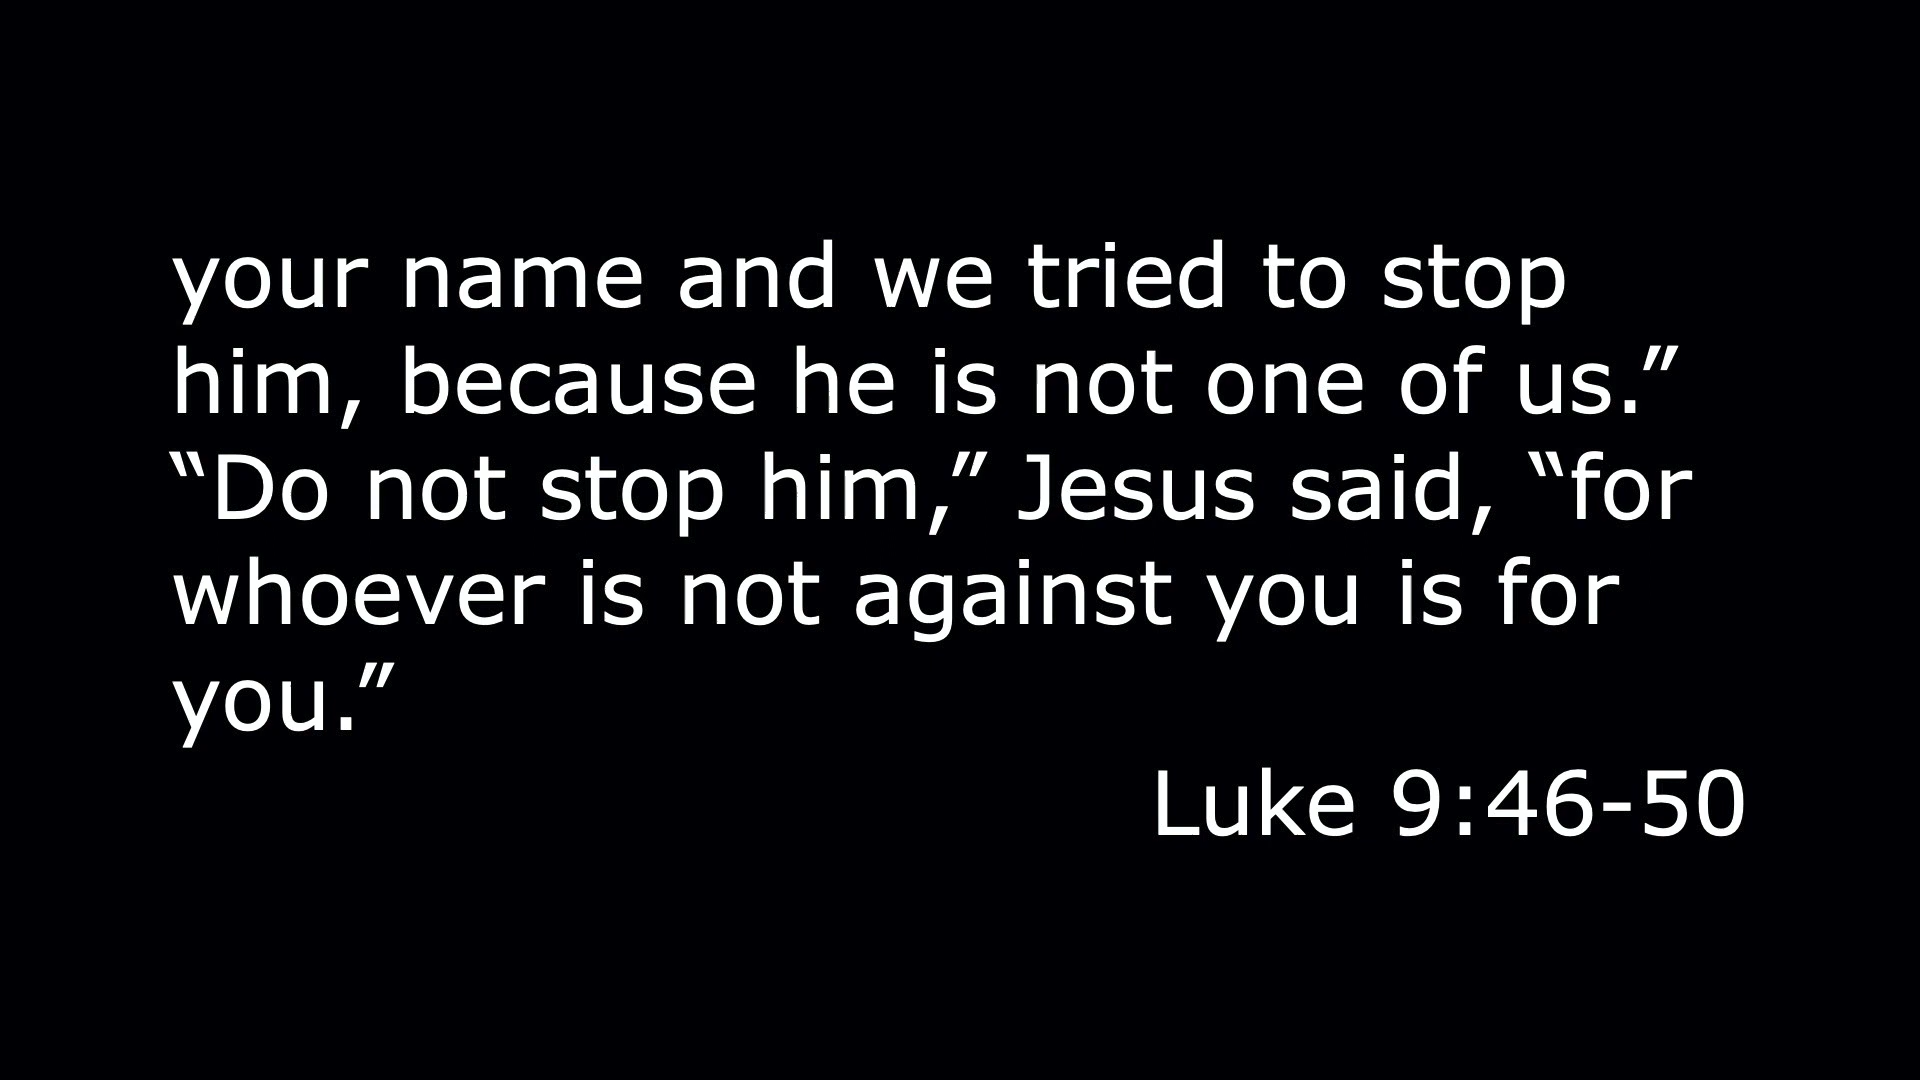 your name and we tried to stop
him, because he is not one of us.”
“Do not stop him,” Jesus said, “for
whoever is not against you is for
you.”
Luke 9:46-50